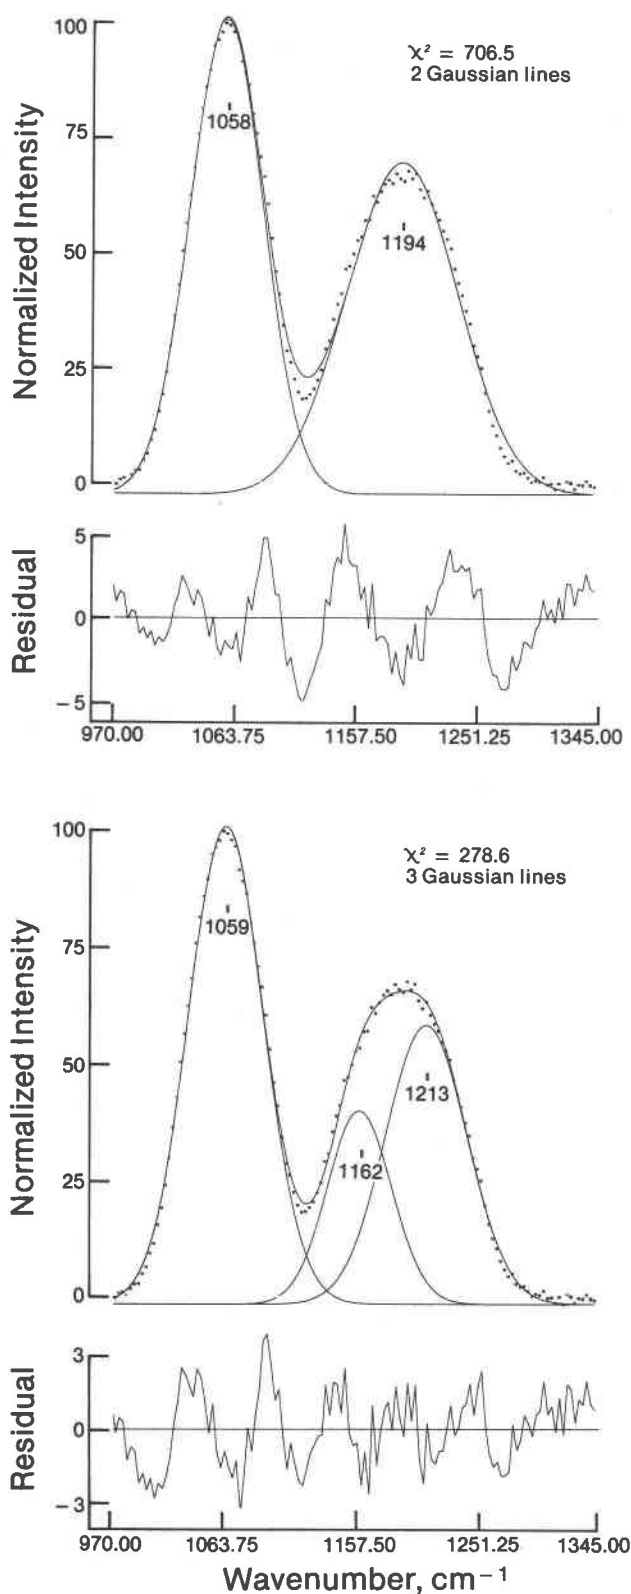 100
χ² = 706.5
2 Gaussian lines
1058
75
1194
50
25
0
Normalized Intensity
5
0
−5
Residual
970.00 1063.75 1157.50 1251.25 1345.00
100
χ² = 278.6
3 Gaussian lines
1059
75
50
1213
1162
25
0
Normalized Intensity
3
0
−3
Residual
970.00 1063.75 1157.50 1251.25 1345.00
Wavenumber, cm⁻¹